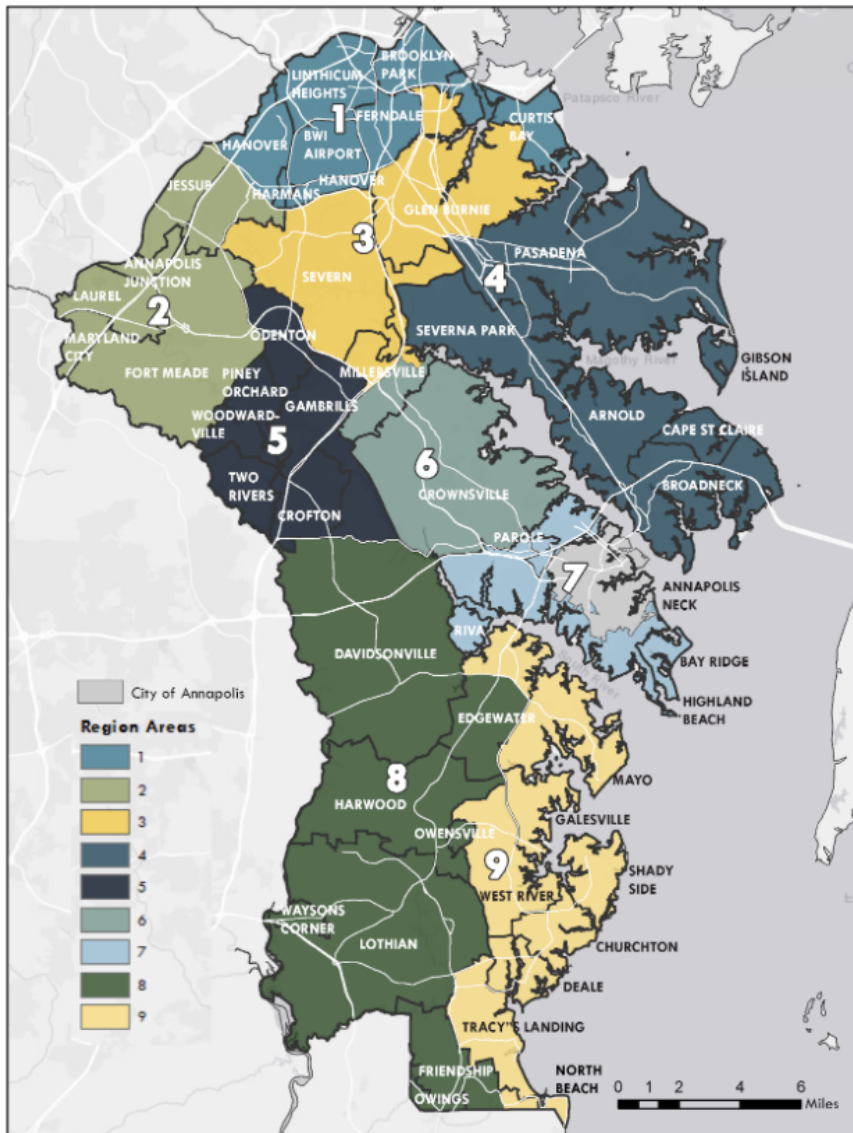 BROOKLYN
PARK
LINTHICUM
HEIGHTS
Patapsco River
1
FERNDALE
CURTIS
BAY
BWI
AIRPORT
HANOVER
HANOVER
JESSUP
HARMANS
GLEN BURNIE
3
PASADENA
ANNAPOLIS
JUNCTION
SEVERN
4
LAUREL
2
MARYLAND
CITY
ODENTON
SEVERNA PARK
Magothy River
GIBSON
ISLAND
FORT MEADE
PINEY
ORCHARD
MILLERSVILLE
GAMBRILLS
ARNOLD
WOODWARD-
VILLE
CAPE ST CLAIRE
5
6
TWO
RIVERS
CROWNSVILLE
BROADNECK
CROFTON
PAROLE
7
ANNAPOLIS
NECK
RIVA
DAVIDSONVILLE
South River
BAY RIDGE
HIGHLAND
BEACH
City of Annapolis
Region Areas
1
2
3
4
5
6
7
8
9
EDGEWATER
8
MAYO
HARWOOD
GALESVILLE
OWENSVILLE
9
SHADY
SIDE
WEST RIVER
WAYSONS
CORNER
LOTHIAN
CHURCHTON
DEALE
TRACY"S LANDING
FRIENDSHIP
NORTH
BEACH
OWINGS
0 1 2 4 6
Miles